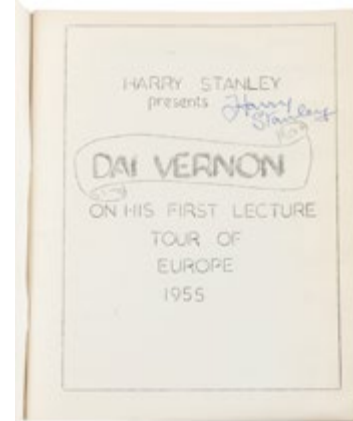 HARRY STANLEY
presents
Harry
Stanley
DAI VERNON
ON HIS FIRST LECTURE
TOUR OF
EUROPE
1955